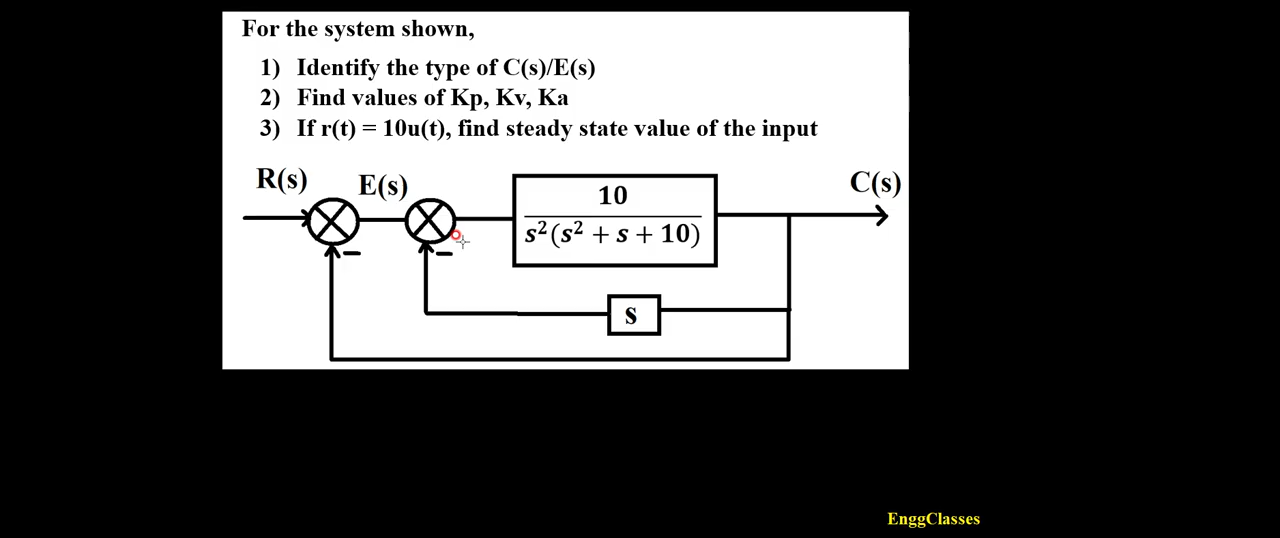 For the system shown,
1) Identify the type of C(s)/E(s)
2) Find values of Kp, Kv, Ka
3) If r(t) = 10u(t), find steady state value of the input
R(s) E(s) C(s)
10
s²(s² + s + 10)
−
−
s
EnggClasses